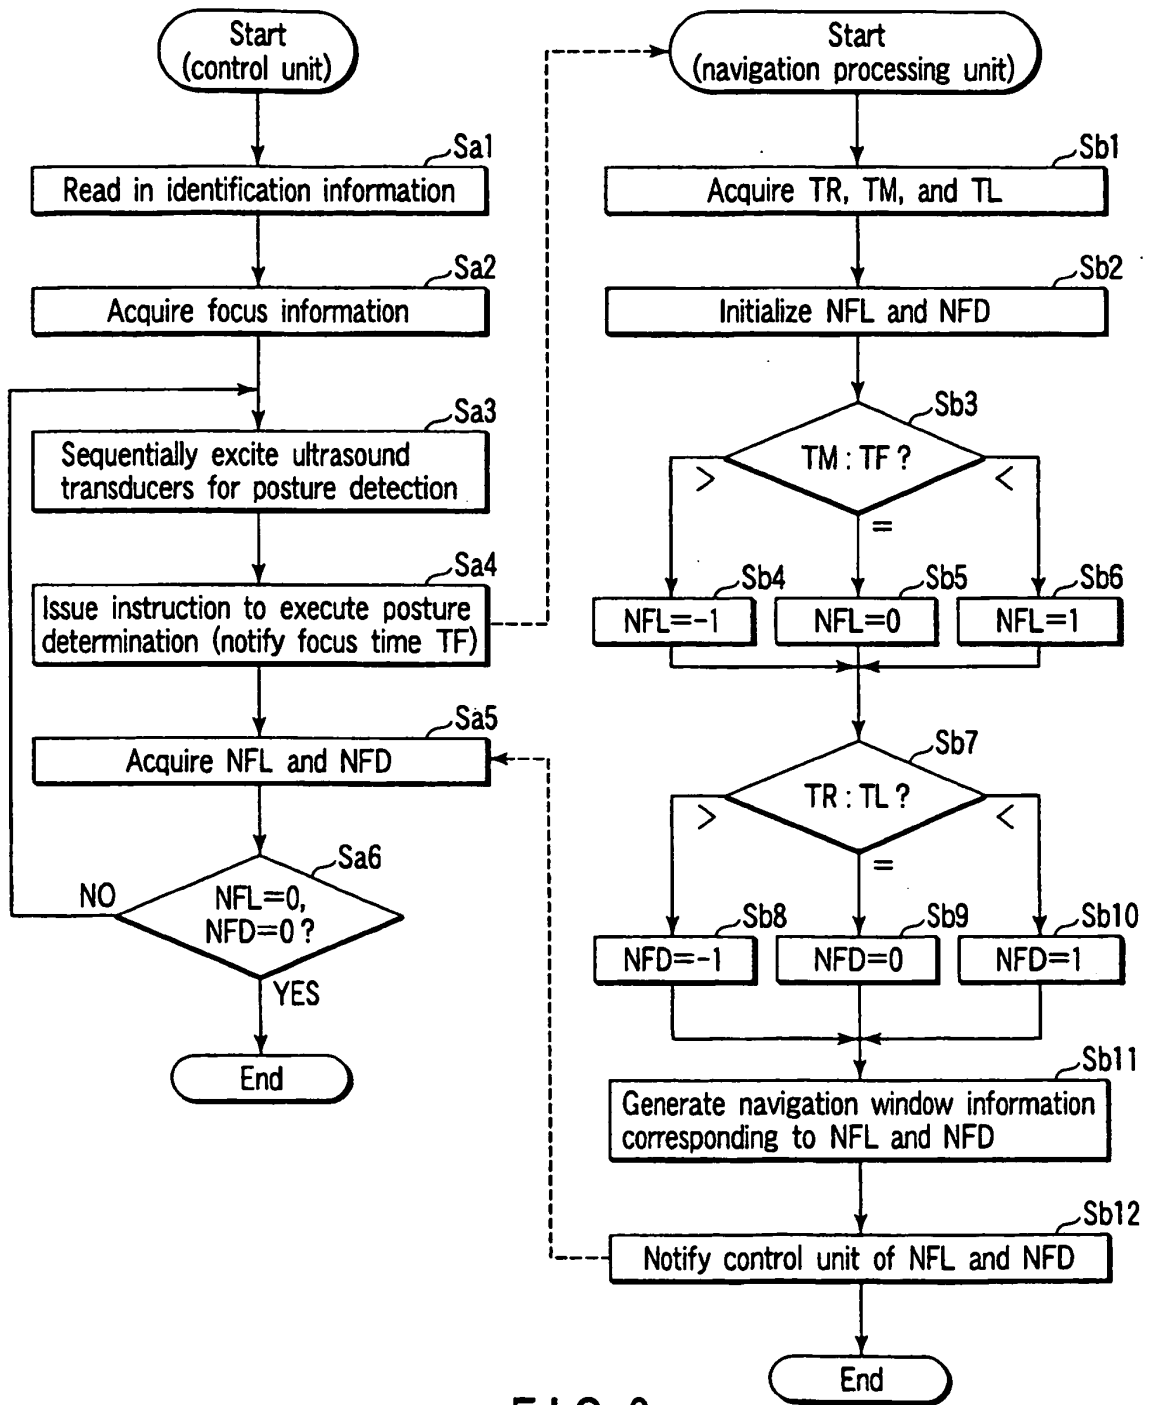 Start
(control unit)
Sa1
Read in identification information
Sa2
Acquire focus information
Sa3
Sequentially excite ultrasound
transducers for posture detection
Sa4
Issue instruction to execute posture
determination (notify focus time TF)
Sa5
Acquire NFL and NFD
Sa6
NFL=0,
NFD=0?
NO
YES
End
Start
(navigation processing unit)
Sb1
Acquire TR, TM, and TL
Sb2
Initialize NFL and NFD
Sb3
TM : TF ?
>
=
<
Sb4
NFL=-1
Sb5
NFL=0
Sb6
NFL=1
Sb7
TR : TL ?
>
=
<
Sb8
NFD=-1
Sb9
NFD=0
Sb10
NFD=1
Sb11
Generate navigation window information
corresponding to NFL and NFD
Sb12
Notify control unit of NFL and NFD
End